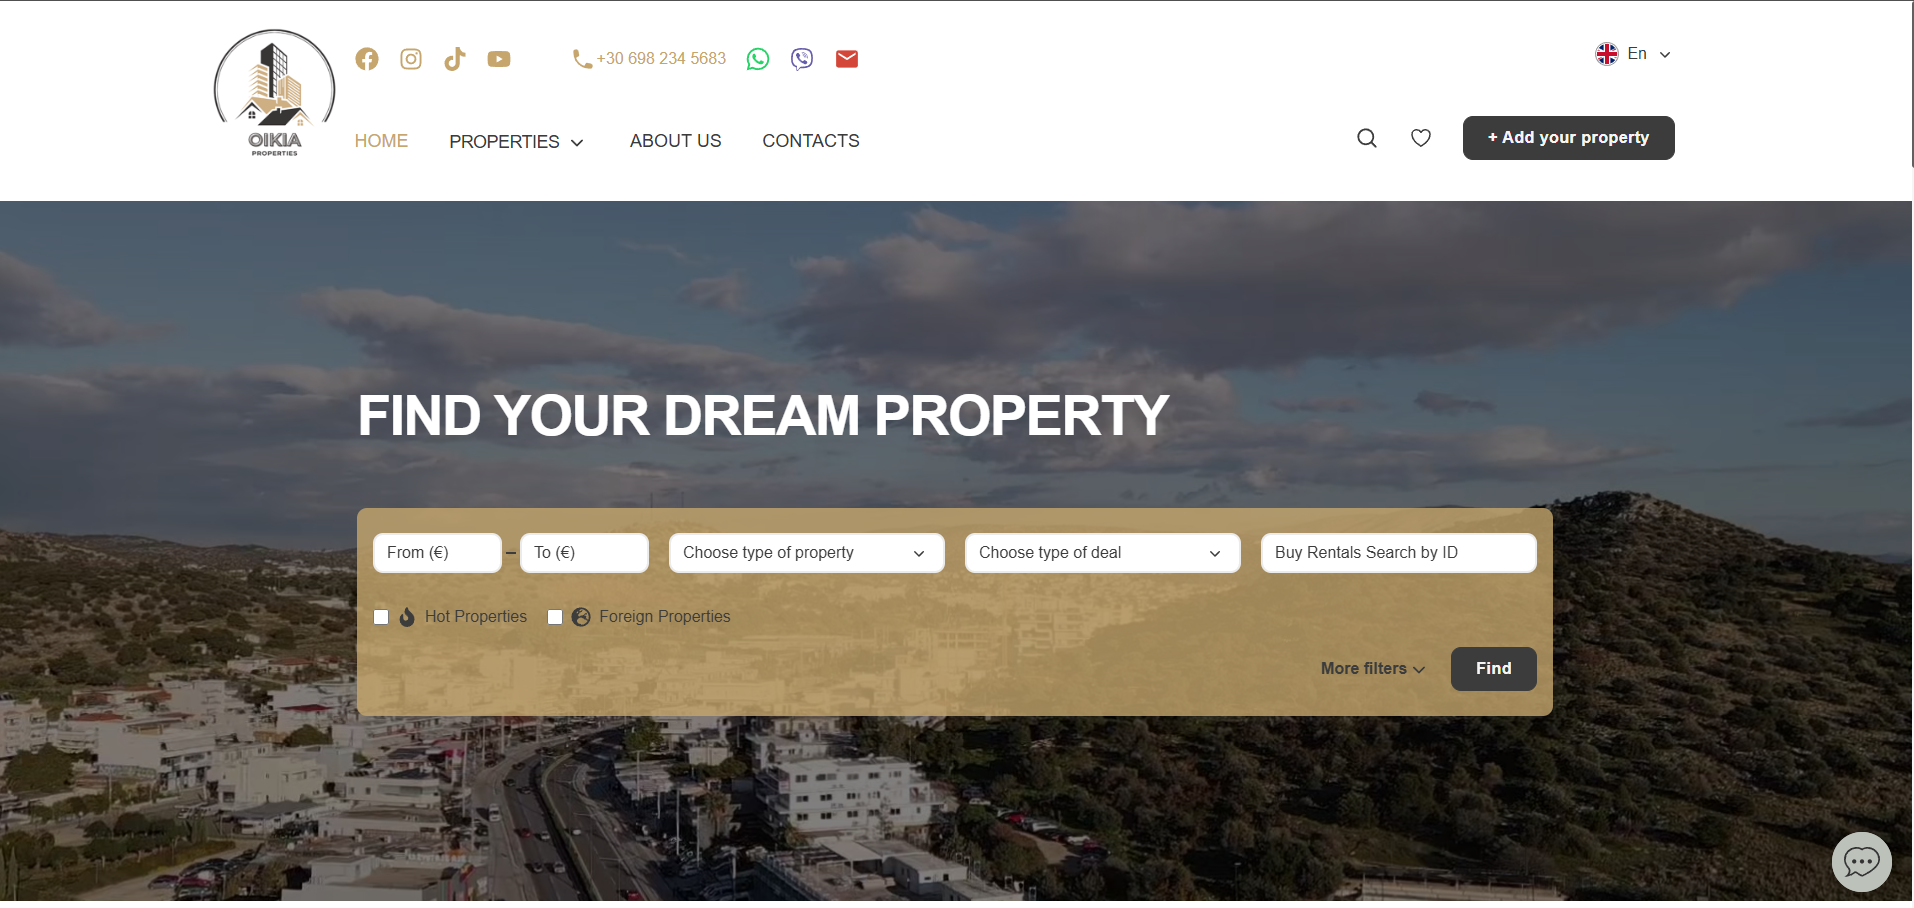 OIKIA
PROPERTIES
+30 698 234 5683
En
HOME
PROPERTIES
ABOUT US
CONTACTS
+ Add your property
FIND YOUR DREAM PROPERTY
From (€)
–
To (€)
Choose type of property
Choose type of deal
Buy Rentals Search by ID
Hot Properties
Foreign Properties
More filters
Find